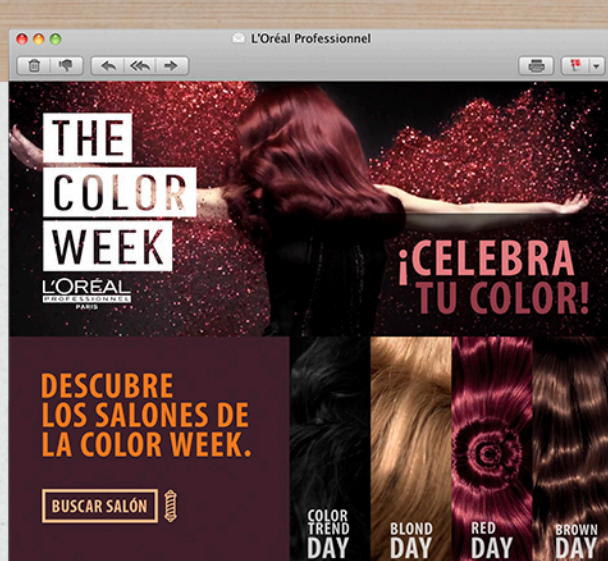 L'Oréal Professionnel
THE
COLOR
WEEK
L'ORÉAL
PROFESSIONNEL
PARIS
¡CELEBRA
TU COLOR!
DESCUBRE
LOS SALONES DE
LA COLOR WEEK.
BUSCAR SALÓN
COLOR
TREND
DAY
BLOND
DAY
RED
DAY
BROWN
DAY